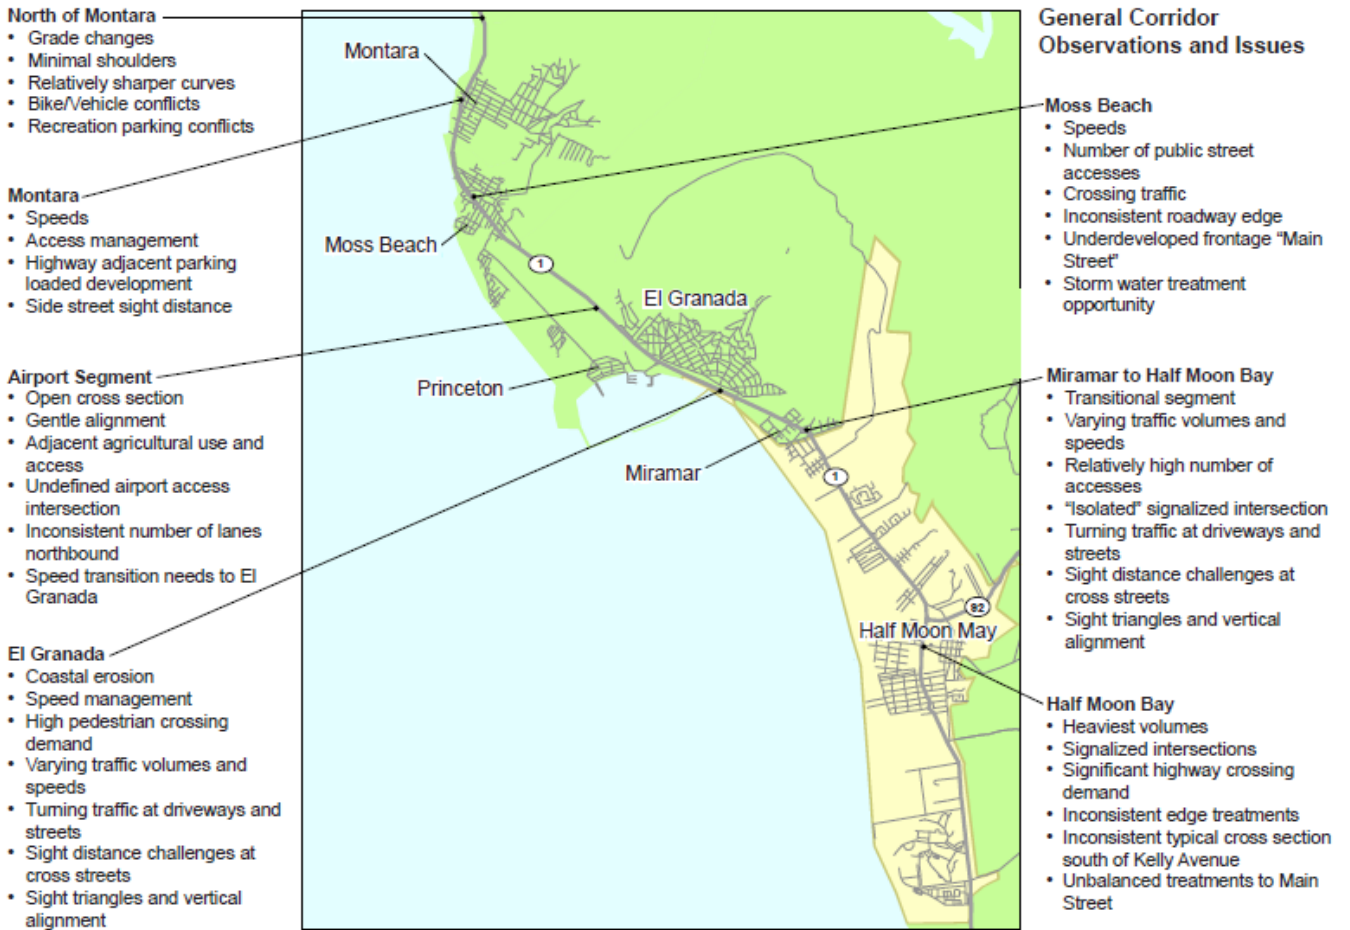 North of Montara
• Grade changes
• Minimal shoulders
• Relatively sharper curves
• Bike/Vehicle conflicts
• Recreation parking conflicts
Montara
• Speeds
• Access management
• Highway adjacent parking
loaded development
• Side street sight distance
Airport Segment
• Open cross section
• Gentle alignment
• Adjacent agricultural use and
access
• Undefined airport access
intersection
• Inconsistent number of lanes
northbound
• Speed transition needs to El
Granada
El Granada
• Coastal erosion
• Speed management
• High pedestrian crossing
demand
• Varying traffic volumes and
speeds
• Turning traffic at driveways and
streets
• Sight distance challenges at
cross streets
• Sight triangles and vertical
alignment
Montara
Moss Beach
1
El Granada
Princeton
Miramar
1
92
Half Moon May
General Corridor
Observations and Issues
Moss Beach
• Speeds
• Number of public street
accesses
• Crossing traffic
• Inconsistent roadway edge
• Underdeveloped frontage “Main
Street”
• Storm water treatment
opportunity
Miramar to Half Moon Bay
• Transitional segment
• Varying traffic volumes and
speeds
• Relatively high number of
accesses
• “Isolated” signalized intersection
• Turning traffic at driveways and
streets
• Sight distance challenges at
cross streets
• Sight triangles and vertical
alignment
Half Moon Bay
• Heaviest volumes
• Signalized intersections
• Significant highway crossing
demand
• Inconsistent edge treatments
• Inconsistent typical cross section
south of Kelly Avenue
• Unbalanced treatments to Main
Street